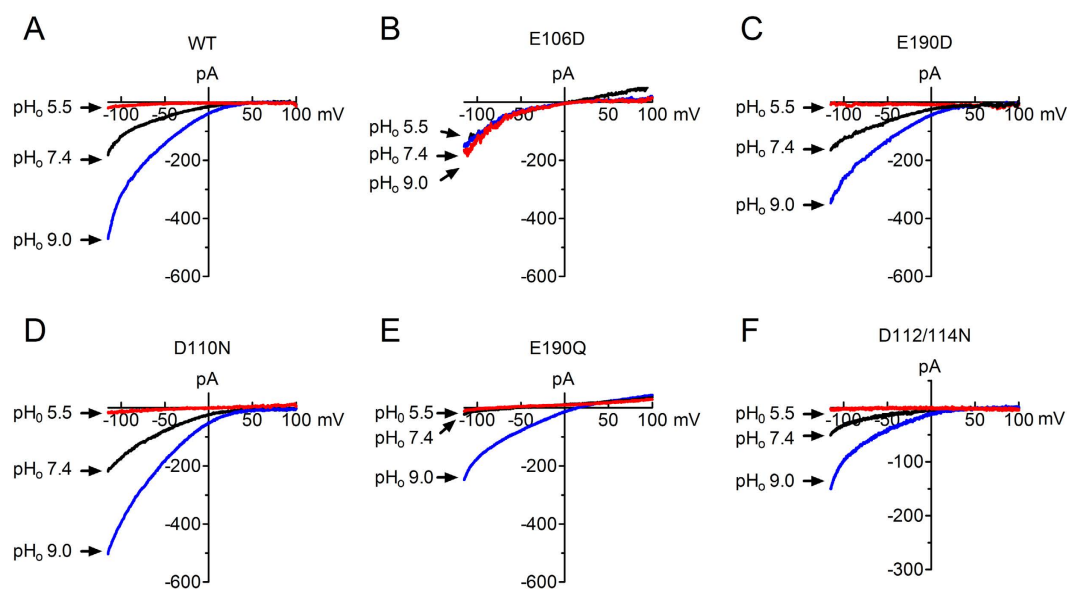 A
WT
pA
-100
-50
50
100 mV
-200
-400
-600
pHo 5.5
pHo 7.4
pHo 9.0
B
E106D
pA
-100
-50
50
100 mV
-200
-400
-600
pHo 5.5
pHo 7.4
pHo 9.0
C
E190D
pA
-100
-50
50
100 mV
-200
-400
-600
pHo 5.5
pHo 7.4
pHo 9.0
D
D110N
pA
-100
-50
50
100 mV
-200
-400
-600
pH0 5.5
pHo 7.4
pHo 9.0
E
E190Q
pA
-100
-50
50
100 mV
-200
-400
-600
pH0 5.5
pHo 7.4
pHo 9.0
F
D112/114N
pA
-100
-50
50
100 mV
-100
-200
-300
pHo 5.5
pHo 7.4
pHo 9.0